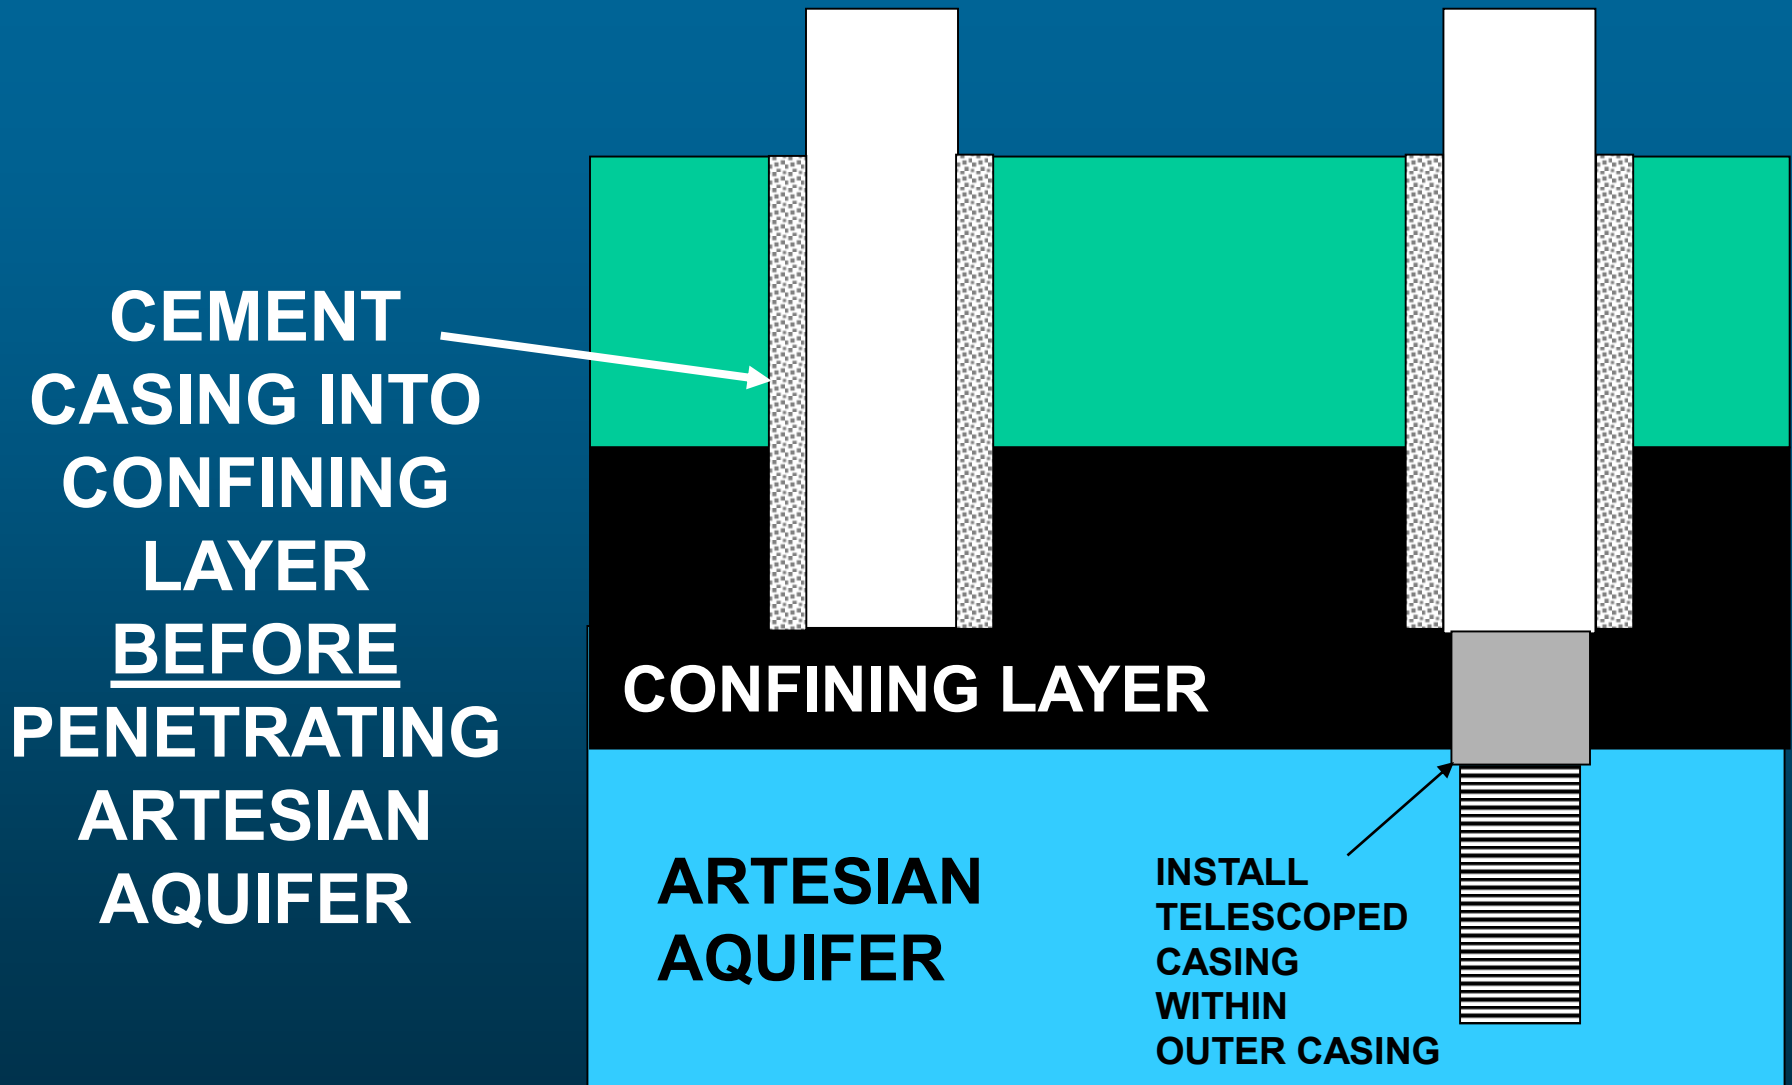 CEMENT
CASING INTO
CONFINING
LAYER
BEFORE
PENETRATING
ARTESIAN
AQUIFER
CONFINING LAYER
ARTESIAN
AQUIFER
INSTALL
TELESCOPED
CASING
WITHIN
OUTER CASING